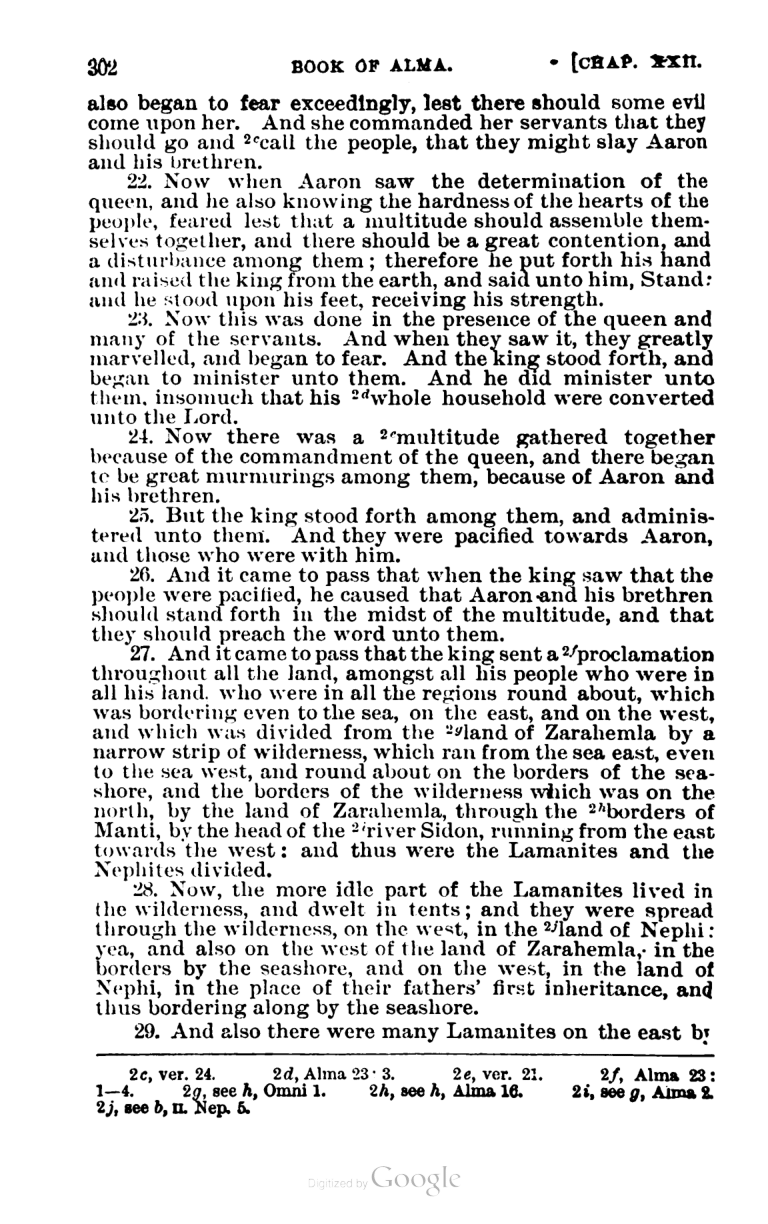 302 BOOK OF ALMA. [CHAP. XXII.
also began to fear exceedingly, lest there should some evil
come upon her. And she commanded her servants that they
should go and 2ccall the people, that they might slay Aaron
and his brethren.
22. Now when Aaron saw the determination of the
queen, and he also knowing the hardness of the hearts of the
people, feared lest that a multitude should assemble them-
selves together, and there should be a great contention, and
a disturbance among them; therefore he put forth his hand
and raised the king from the earth, and said unto him, Stand:
and he stood upon his feet, receiving his strength.
23. Now this was done in the presence of the queen and
many of the servants. And when they saw it, they greatly
marvelled, and began to fear. And the king stood forth, and
began to minister unto them. And he did minister unto
them, insomuch that his 2dwhole household were converted
unto the Lord.
24. Now there was a 2emultitude gathered together
because of the commandment of the queen, and there began
to be great murmurings among them, because of Aaron and
his brethren.
25. But the king stood forth among them, and adminis-
tered unto them. And they were pacified towards Aaron,
and those who were with him.
26. And it came to pass that when the king saw that the
people were pacified, he caused that Aaron and his brethren
should stand forth in the midst of the multitude, and that
they should preach the word unto them.
27. And it came to pass that the king sent a 2fproclamation
throughout all the land, amongst all his people who were in
all his land, who were in all the regions round about, which
was bordering even to the sea, on the east, and on the west,
and which was divided from the 2gland of Zarahemla by a
narrow strip of wilderness, which ran from the sea east, even
to the sea west, and round about on the borders of the sea-
shore, and the borders of the wilderness which was on the
north, by the land of Zarahemla, through the 2hborders of
Manti, by the head of the 2iriver Sidon, running from the east
towards the west: and thus were the Lamanites and the
Nephites divided.
28. Now, the more idle part of the Lamanites lived in
the wilderness, and dwelt in tents; and they were spread
through the wilderness, on the west, in the 2jland of Nephi:
yea, and also on the west of the land of Zarahemla, in the
borders by the seashore, and on the west, in the land of
Nephi, in the place of their fathers' first inheritance, and
thus bordering along by the seashore.
29. And also there were many Lamanites on the east by
2c, ver. 24. 2d, Alma 23: 3. 2e, ver. 21. 2f, Alma 23:
1—4. 2g, see h, Omni 1. 2h, see h, Alma 16. 2i, see g, Alma 2.
2j, see b, II. Nep. 5.
Digitized by Google